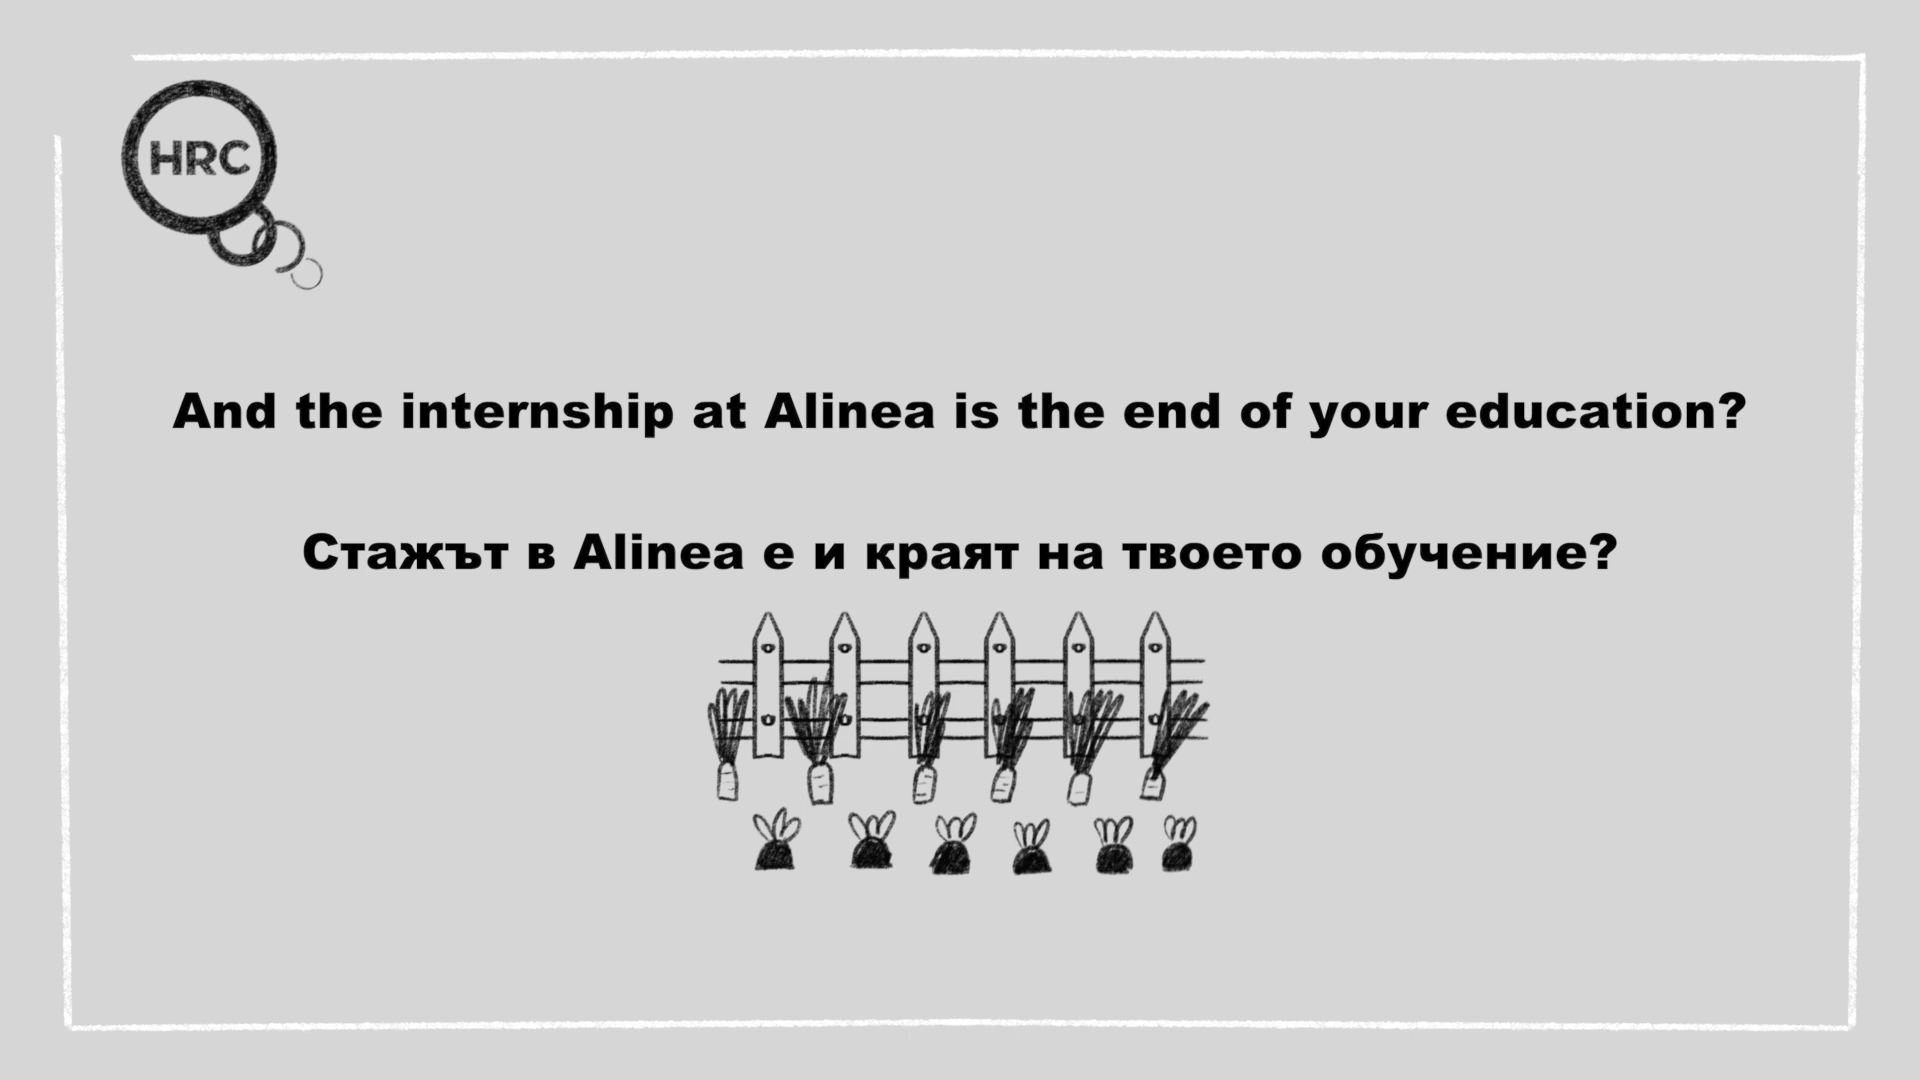 HRC
And the internship at Alinea is the end of your education?
Стажът в Alinea е и краят на твоето обучение?